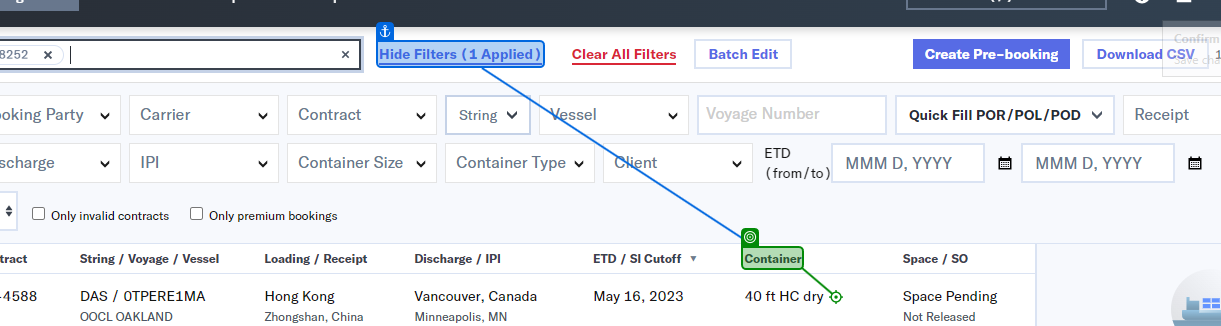 8252
Hide Filters (1 Applied)
Clear All Filters
Batch Edit
Create Pre-booking
Download CSV
Confirm
Save cha
1
oking Party
Carrier
Contract
String
Vessel
Voyage Number
Quick Fill POR/POL/POD
Receipt
scharge
IPI
Container Size
Container Type
Client
ETD
(from/to)
MMM D, YYYY
MMM D, YYYY
Only invalid contracts
Only premium bookings
tract
String / Voyage / Vessel
Loading / Receipt
Discharge / IPI
ETD / SI Cutoff
Container
Space / SO
-4588
DAS / 0TPERE1MA
Hong Kong
Vancouver, Canada
May 16, 2023
40 ft HC dry
Space Pending
OOCL OAKLAND
Zhongshan, China
Minneapolis, MN
Not Released